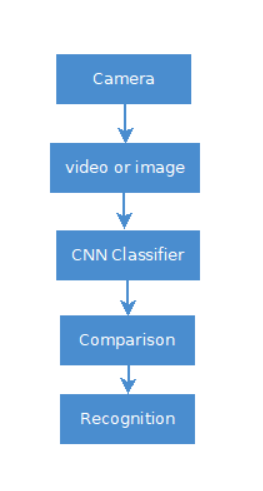 Camera
video or image
CNN Classifier
Comparison
Recognition